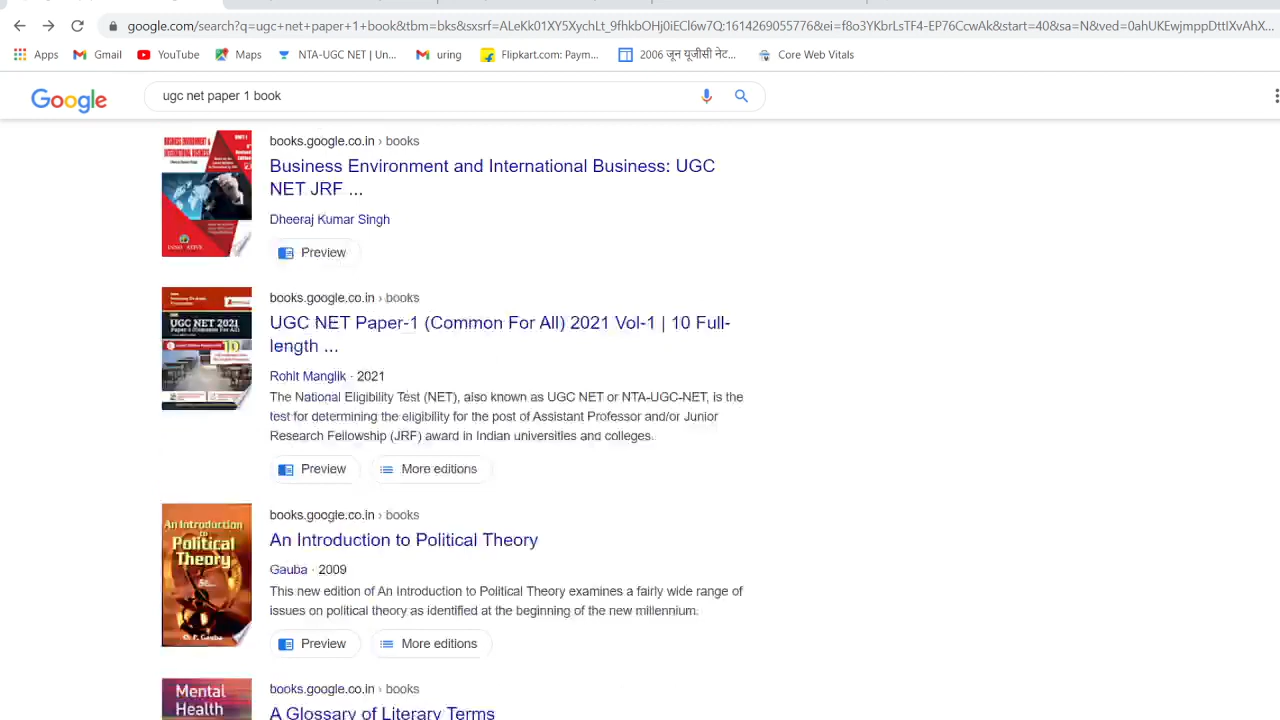 google.com/search?q=ugc+net+paper+1+book&tbm=bks&sxsrf=ALeKk01XY5XychLt_9fhkbOHj0iECl6w7Q:1614269055776&ei=f8o3YKbrLsTF4-EP76CcwAk&start=40&sa=N&ved=0ahUKEwjmppDttIXvAhX...
Apps Gmail YouTube Maps NTA-UGC NET | Un... uring Flipkart.com: Paym... 2006 जून यूजीसी नेट... Core Web Vitals
Google ugc net paper 1 book
books.google.co.in › books
Business Environment and International Business: UGC
NET JRF ...
Dheeraj Kumar Singh
Preview
books.google.co.in › books
UGC NET Paper-1 (Common For All) 2021 Vol-1 | 10 Full-
length ...
Rohit Manglik · 2021
The National Eligibility Test (NET), also known as UGC NET or NTA-UGC-NET, is the
test for determining the eligibility for the post of Assistant Professor and/or Junior
Research Fellowship (JRF) award in Indian universities and colleges.
Preview More editions
UGC NET 2021
Paper-1 (Common For All)
books.google.co.in › books
An Introduction to Political Theory
Gauba · 2009
This new edition of An Introduction to Political Theory examines a fairly wide range of
issues on political theory as identified at the beginning of the new millennium.
Preview More editions
An Introduction
to
Political
Theory
O. P. Gauba
books.google.co.in › books
A Glossary of Literary Terms
Mental
Health